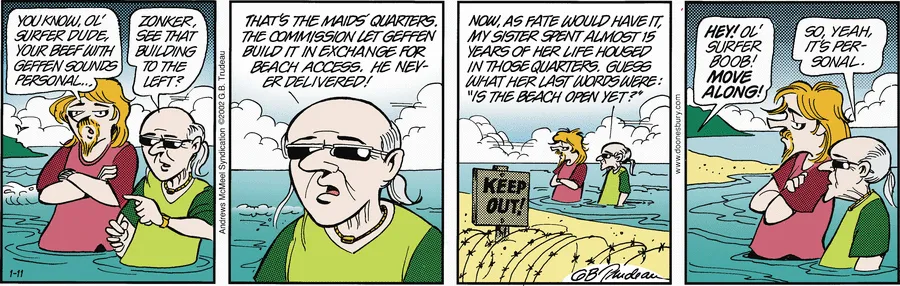 YOU KNOW, OL'
SURFER DUDE,
YOUR BEEF WITH
GEFFEN SOUNDS
PERSONAL...
ZONKER,
SEE THAT
BUILDING
TO THE
LEFT?
1-11
Andrews McMeel Syndication ©2002 G.B. Trudeau
THAT'S THE MAIDS' QUARTERS.
THE COMMISSION LET GEFFEN
BUILD IT IN EXCHANGE FOR
BEACH ACCESS. HE NEV-
ER DELIVERED!
NOW, AS FATE WOULD HAVE IT,
MY SISTER SPENT ALMOST 15
YEARS OF HER LIFE HOUSED
IN THOSE QUARTERS. GUESS
WHAT HER LAST WORDS WERE:
"IS THE BEACH OPEN YET?"
KEEP
OUT!
GB Trudeau
www.doonesbury.com
HEY! OL'
SURFER
BOOB!
MOVE
ALONG!
SO, YEAH,
IT'S PER-
SONAL.